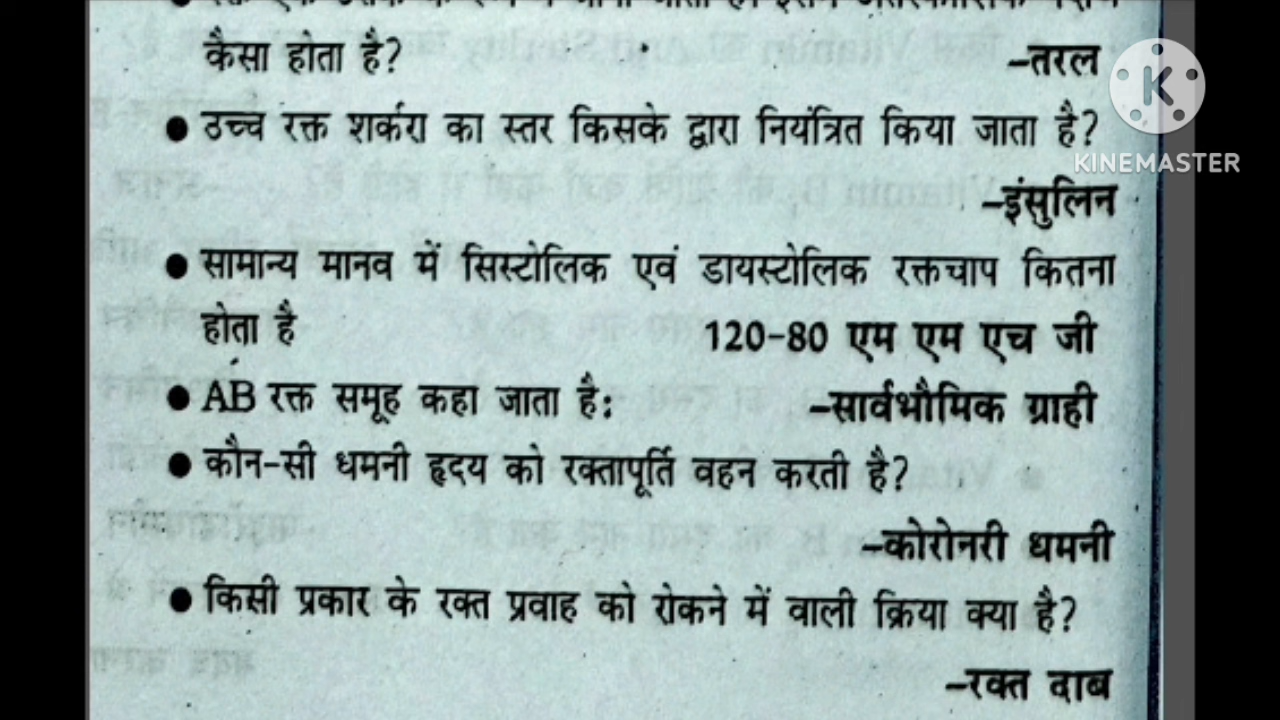 कैसा होता है? –तरल
K
KINEMASTER
● उच्च रक्त शर्करा का स्तर किसके द्वारा नियंत्रित किया जाता है?
–इंसुलिन
● सामान्य मानव में सिस्टोलिक एवं डायस्टोलिक रक्तचाप कितना
होता है 120-80 एम एम एच जी
● AB रक्त समूह कहा जाता है: –सार्वभौमिक ग्राही
● कौन-सी धमनी हृदय को रक्तापूर्ति वहन करती है?
–कोरोनरी धमनी
● किसी प्रकार के रक्त प्रवाह को रोकने में वाली क्रिया क्या है?
–रक्त दाब